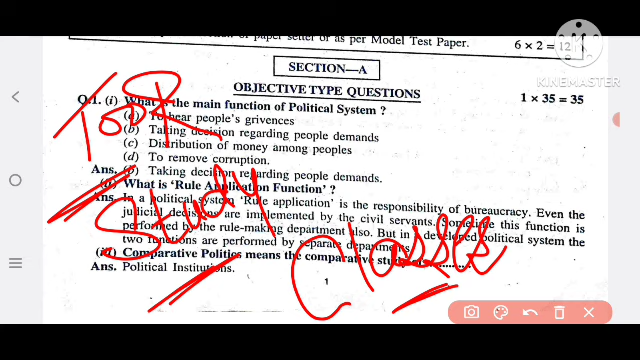 of paper setter or as per Model Test Paper. 6 × 2 = 12
KINEMASTER
SECTION—A
OBJECTIVE TYPE QUESTIONS 1 × 35 = 35
Q.1. (i) What is the main function of Political System ?
(a) To hear people's grivences
(b) Taking decision regarding people demands
(c) Distribution of money among peoples
(d) To remove corruption.
Ans. (b) Taking decision regarding people demands.
(ii) What is 'Rule Application Function' ?
Ans. In a political system 'Rule application' is the responsibility of bureaucracy. Even the
judicial decisions are implemented by the civil servants. Sometime this function is
performed by the rule-making department also. But in a developed political system the
two functions are performed by separate departments.
(iii) Comparative Politics means the comparative study of
Ans. Political Institutions.
1
Study
Classes